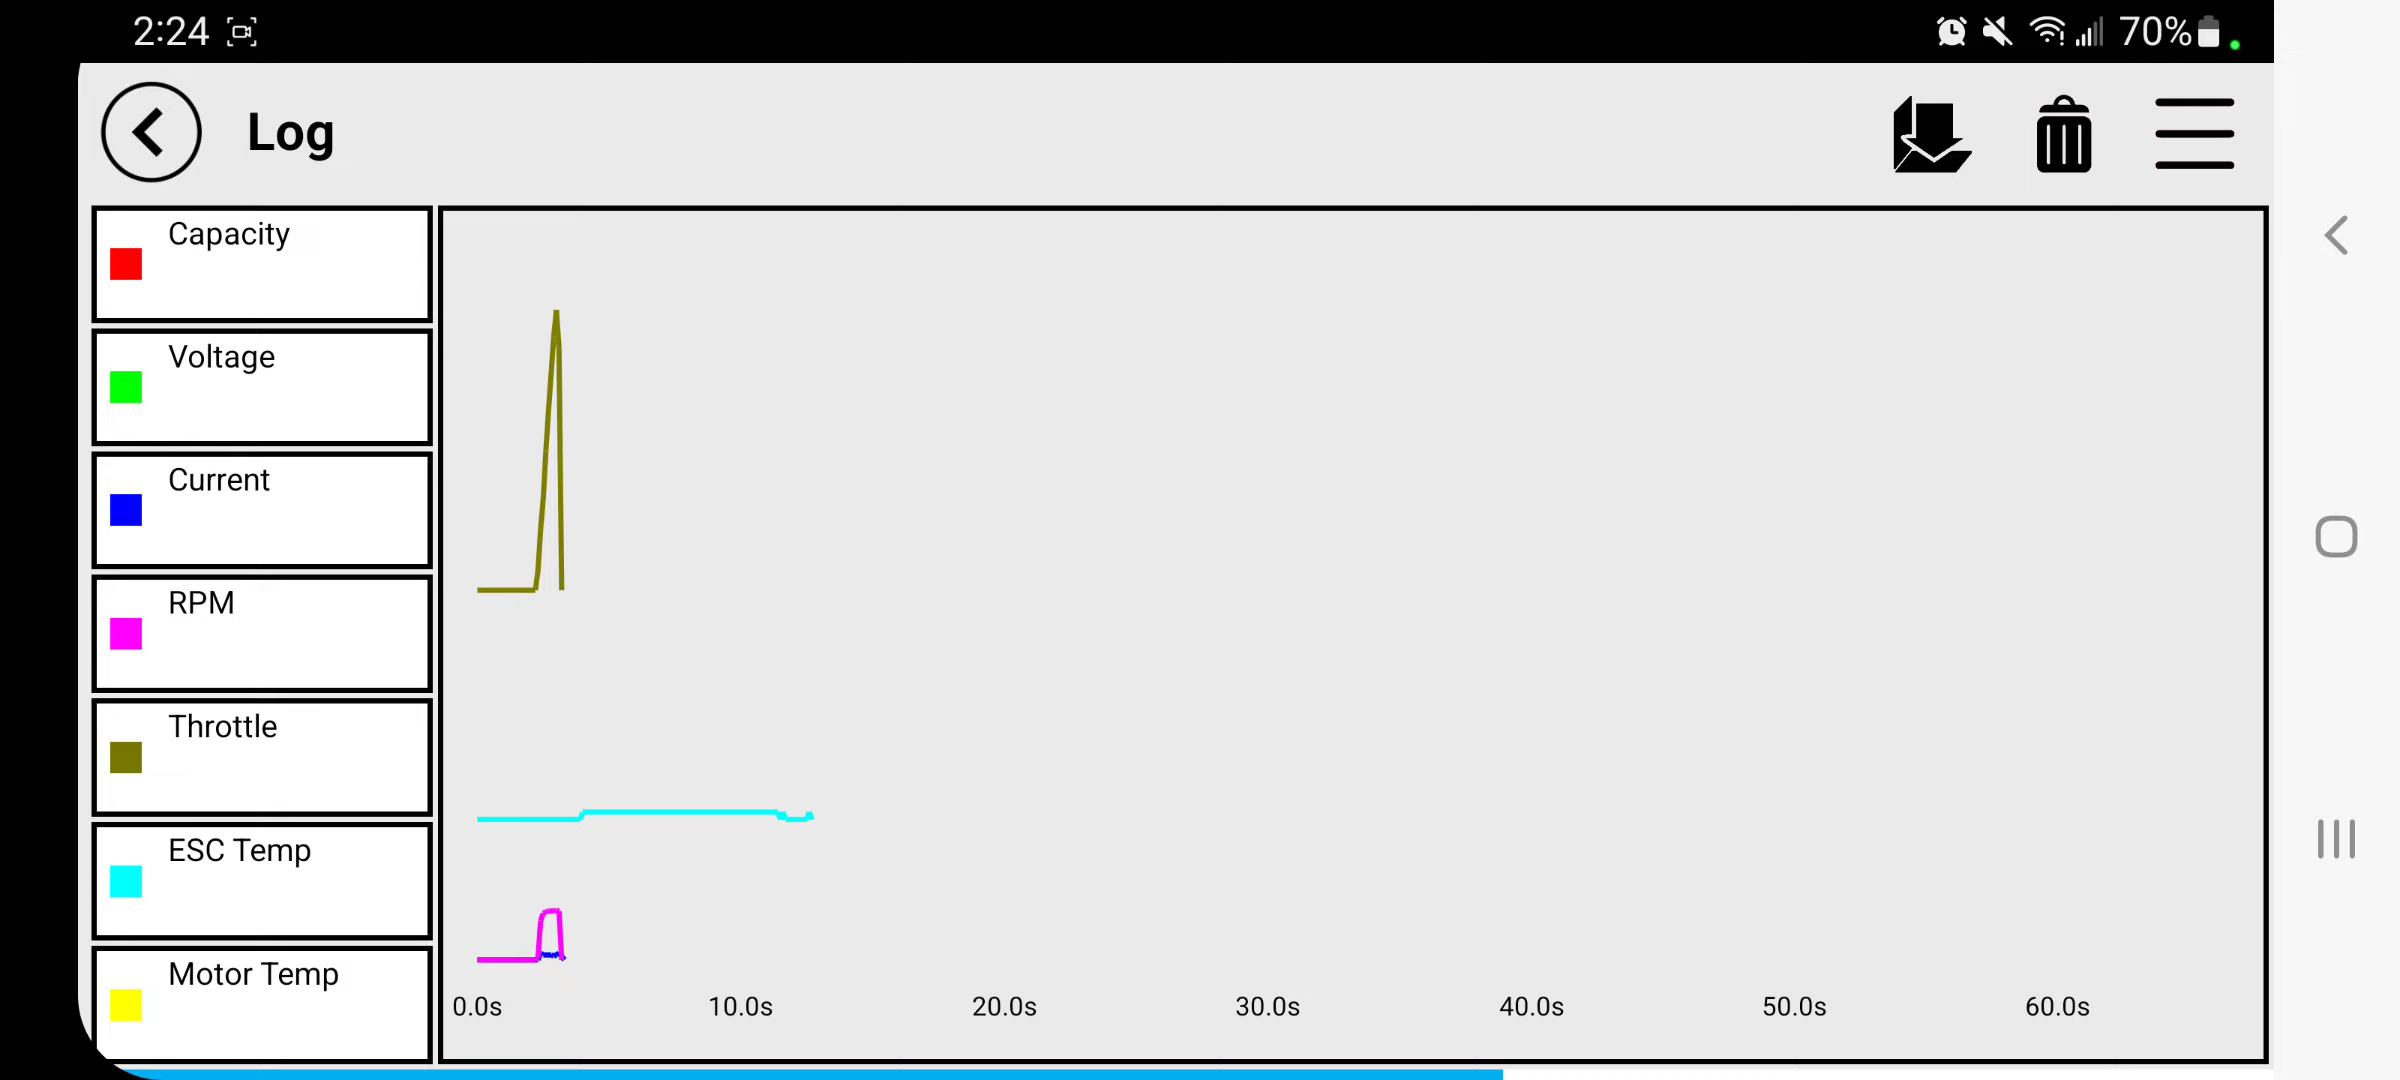 2:24
70%
Log
Capacity
Voltage
Current
RPM
Throttle
ESC Temp
Motor Temp
0.0s 10.0s 20.0s 30.0s 40.0s 50.0s 60.0s